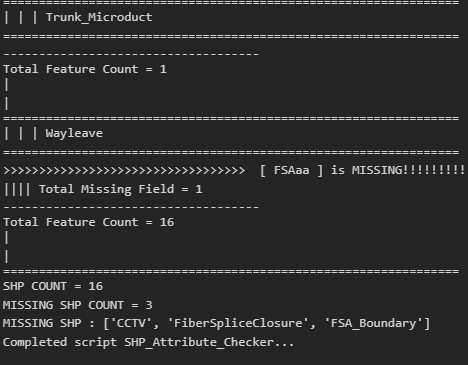 =================================================================
| | | Trunk_Microduct
=================================================================
------------------------------------
Total Feature Count = 1
|
|
=================================================================
| | | Wayleave
=================================================================
>>>>>>>>>>>>>>>>>>>>>>>>>>>>>>>>>>  [ FSAaa ] is MISSING!!!!!!!!!
|||| Total Missing Field = 1
------------------------------------
Total Feature Count = 16
|
|
=================================================================
SHP COUNT = 16
MISSING SHP COUNT = 3
MISSING SHP : ['CCTV', 'FiberSpliceClosure', 'FSA_Boundary']
Completed script SHP_Attribute_Checker...